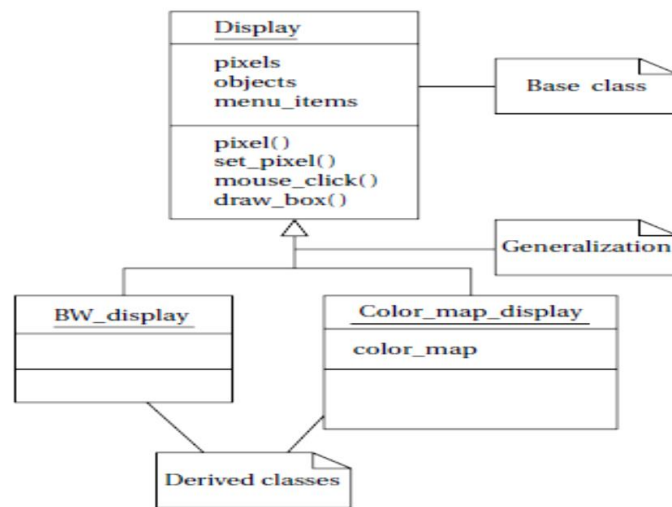 Display
pixels
objects
menu_items
Base class
pixel()
set_pixel()
mouse_click()
draw_box()
Generalization
BW_display
Color_map_display
color_map
Derived classes